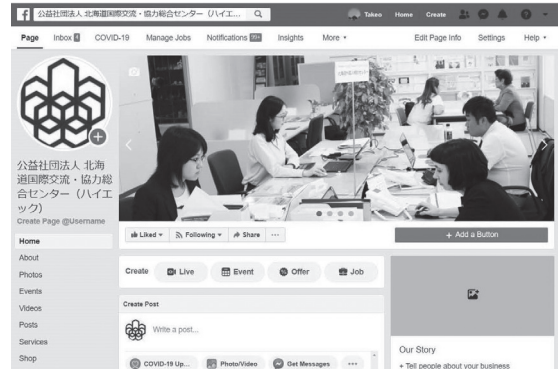 公益社団法人 北海道国際交流・協力総合センター（ハイエ...
Takeo Home Create
Page Inbox 4 COVID-19 Manage Jobs Notifications Insights More Edit Page Info Settings Help
公益社団法人 北海
道国際交流・協力総
合センター（ハイエ
ック）
Create Page @Username
Liked Following Share ...
+ Add a Button
Home
About
Photos
Events
Videos
Posts
Services
Shop
Create Live Event Offer Job
Create Post
Write a post...
COVID-19 Up... Photo/Video Get Messages ...
Our Story
+ Tell people about your business